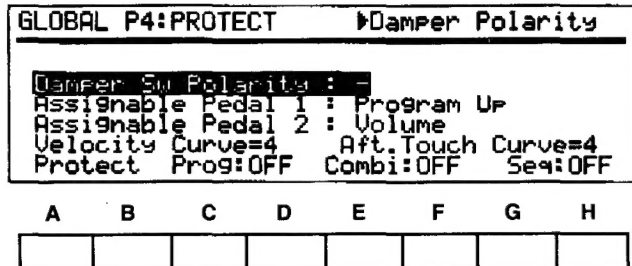 GLOBAL P4:PROTECT ▶Damper Polarity
Damper Sw Polarity : -
Assignable Pedal 1 : Program Up
Assignable Pedal 2 : Volume
Velocity Curve=4 Aft.Touch Curve=4
Protect Prog:OFF Combi:OFF Seq:OFF
A B C D E F G H